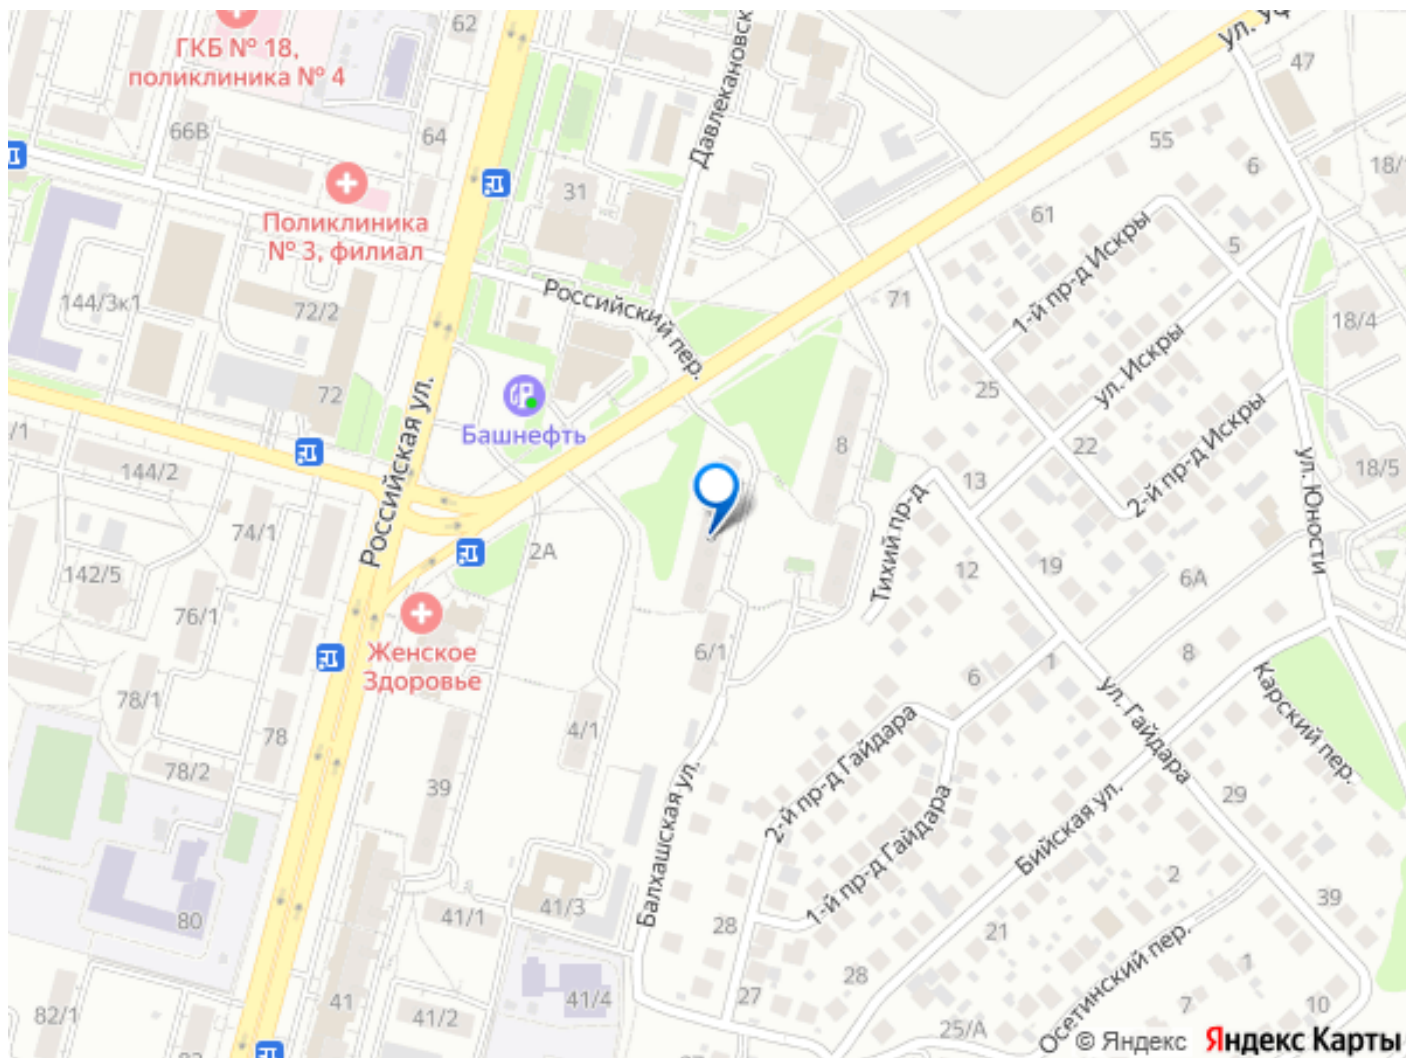 62
ГКБ № 18,
поликлиника № 4
Давлекановск
ул. Уф
47
66В
64
55
6
18/
Поликлиника
№ 3, филиал
31
61
5
1-й пр-д Искры
144/3к1
72/2
Российский пер.
71
18/4
72
Российская ул.
Башнефть
25
ул. Искры
/1
144/2
8
22
2-й пр-д Искры
18/5
13
ул. Юности
74/1
2А
Тихий пр-д
142/5
12
19
6А
76/1
Женское
Здоровье
6/1
6
1
8
Карский пер.
78/1
78
4/1
2-й пр-д Гайдара
ул. Гайдара
78/2
39
Балхашская ул.
1-й пр-д Гайдара
Бийская ул.
29
2
80
41/1
41/3
28
21
Осетинский пер.
39
82/1
41
41/2
41/4
27
28
25/А
7
1
10
© Яндекс Яндекс Карты